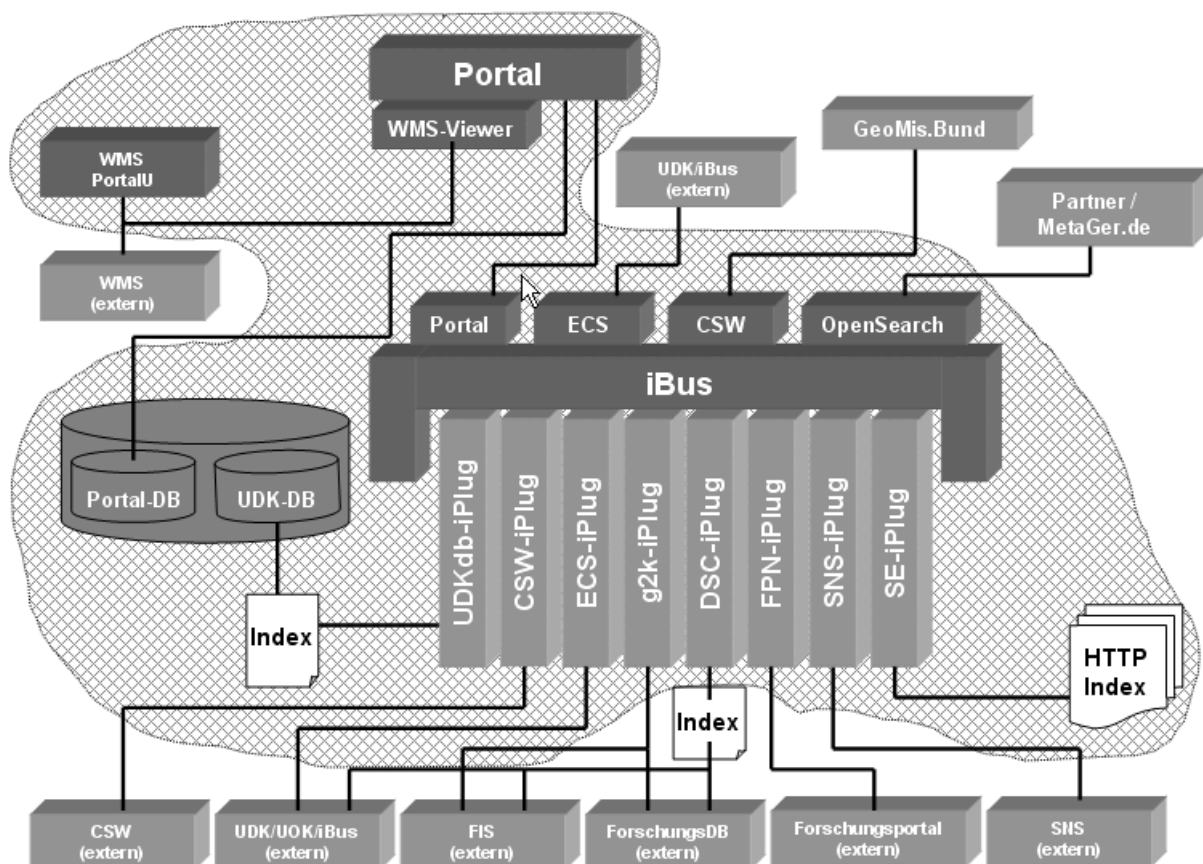 Portal
WMS-Viewer
GeoMis.Bund
WMS
PortalU
UDK/iBus
(extern)
Partner /
MetaGer.de
WMS
(extern)
Portal
ECS
CSW
OpenSearch
iBus
Portal-DB
UDK-DB
UDKdb-iPlug
CSW-iPlug
ECS-iPlug
g2k-iPlug
DSC-iPlug
FPN-iPlug
SNS-iPlug
SE-iPlug
Index
HTTP
Index
Index
CSW
(extern)
UDK/UOK/iBus
(extern)
FIS
(extern)
ForschungsDB
(extern)
Forschungsportal
(extern)
SNS
(extern)